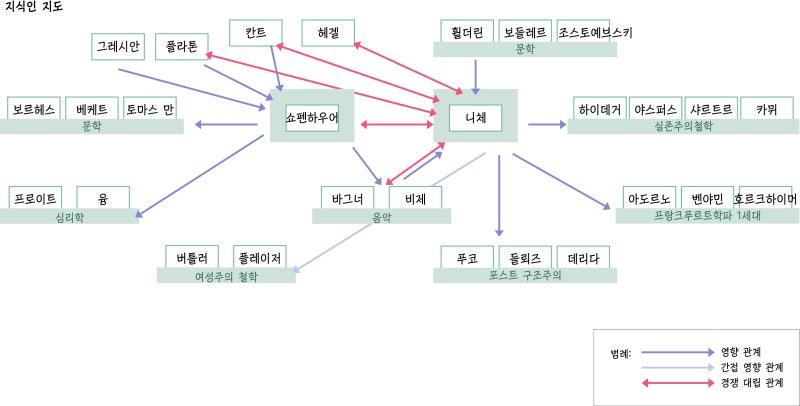 지식인 지도
그레시안
플라톤
칸트
헤겔
횔더린
보들레르
죠스토예브스키
문학
쇼펜하우어
니체
보르헤스
베케트
토마스 만
문학
하이데거
야스퍼스
샤르트르
카뮈
실존주의철학
프로이트
융
심리학
바그너
비제
음악
아도르노
벤야민
호르크하이머
프랑크푸르트학파 1세대
버틀러
플레이저
여성주의 철학
푸코
들뢰즈
데리다
포스트 구조주의
범례:
영향 관계
간접 영향 관계
경쟁 대립 관계